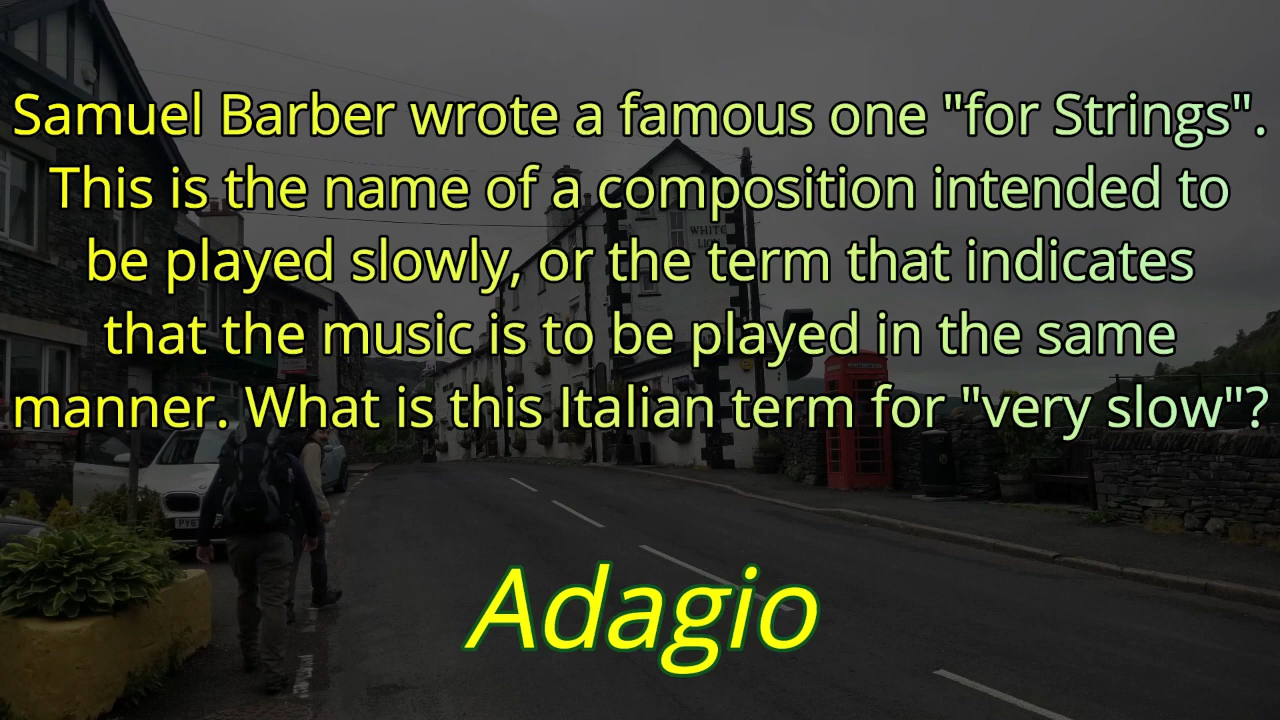 Samuel Barber wrote a famous one "for Strings".
This is the name of a composition intended to
be played slowly, or the term that indicates
that the music is to be played in the same
manner. What is this Italian term for "very slow"?
WHITE
LION
Adagio